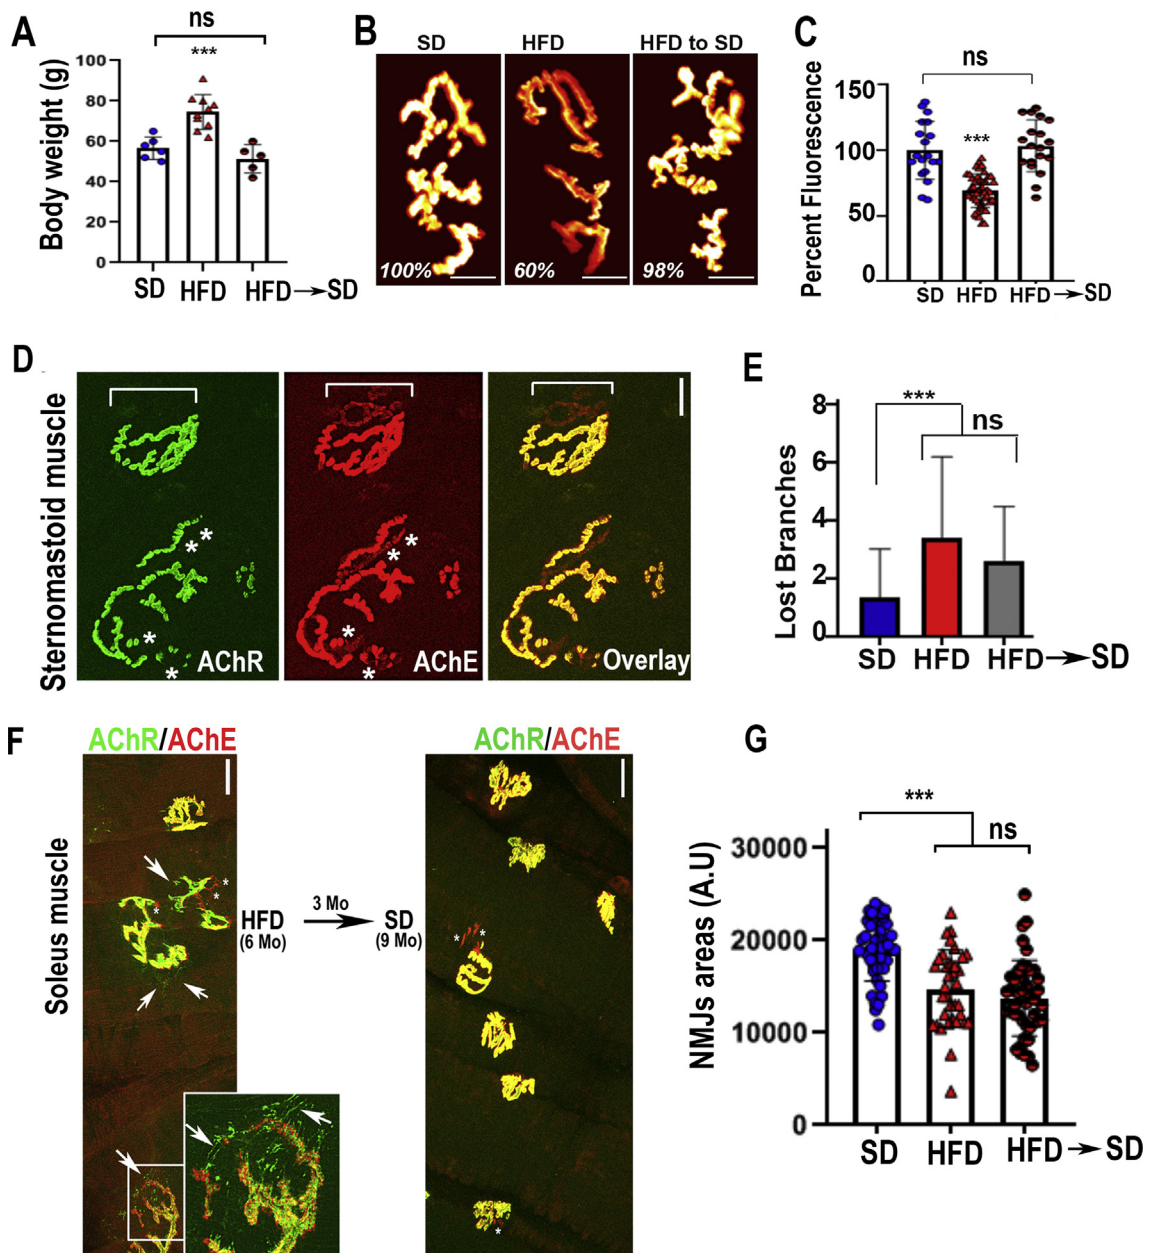 A
ns
***
Body weight (g)
100
80
60
40
20
0
SD
HFD
HFD→SD
B
SD
HFD
HFD to SD
100%
60%
98%
C
ns
***
Percent Fluorescence
150
100
50
0
SD
HFD
HFD→SD
D
Sternomastoid muscle
* *
*
*
AChR
* *
*
*
AChE
Overlay
E
***
ns
Lost Branches
8
6
4
2
0
SD
HFD
HFD→SD
F
AChR/AChE
AChR/AChE
Soleus muscle
*
*
*
HFD
(6 Mo)
3 Mo
SD
(9 Mo)
* *
*
G
***
ns
NMJs areas (A.U)
30000
20000
10000
0
SD
HFD
HFD→SD